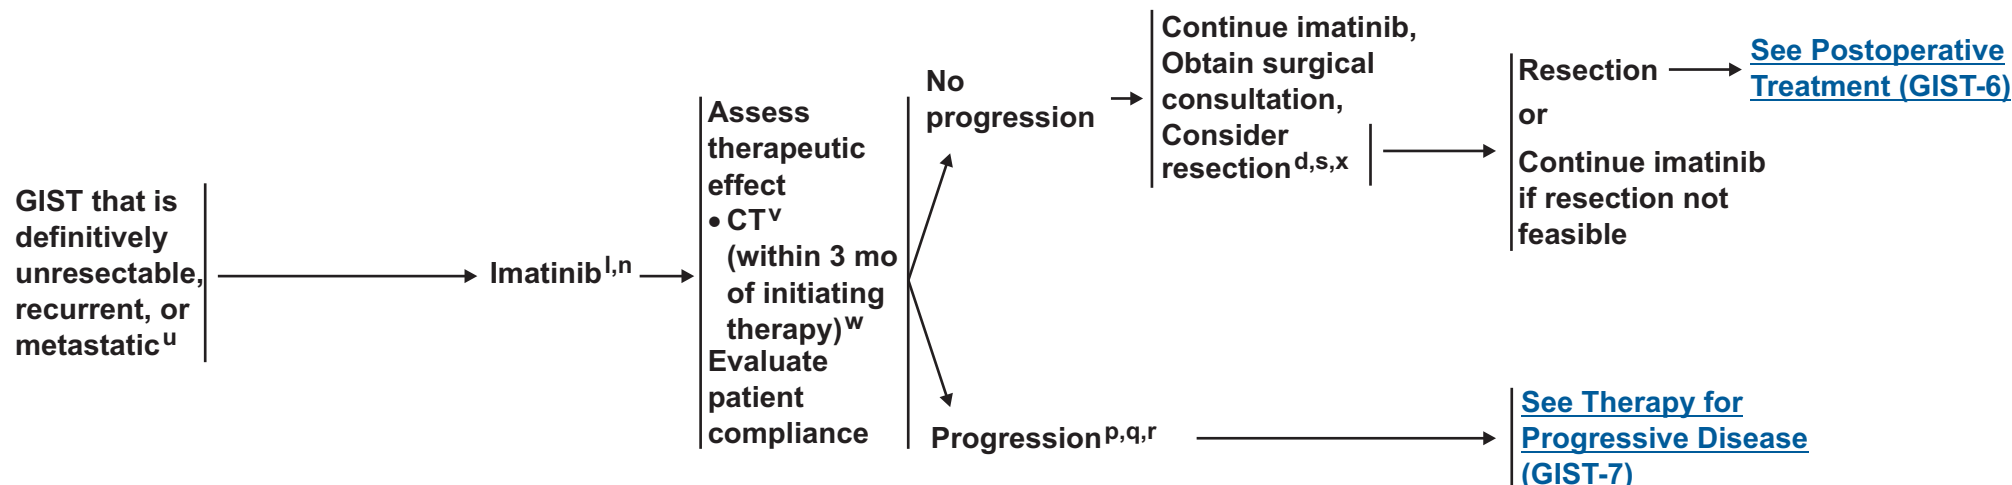 GIST that is
definitively
unresectable,
recurrent, or
metastatic u
Imatinib l,n
Assess
therapeutic
effect
• CT v
(within 3 mo
of initiating
therapy) w
Evaluate
patient
compliance
No
progression
Continue imatinib,
Obtain surgical
consultation,
Consider
resection d,s,x
Resection
or
Continue imatinib
if resection not
feasible
See Postoperative
Treatment (GIST-6)
Progression p,q,r
See Therapy for
Progressive Disease
(GIST-7)